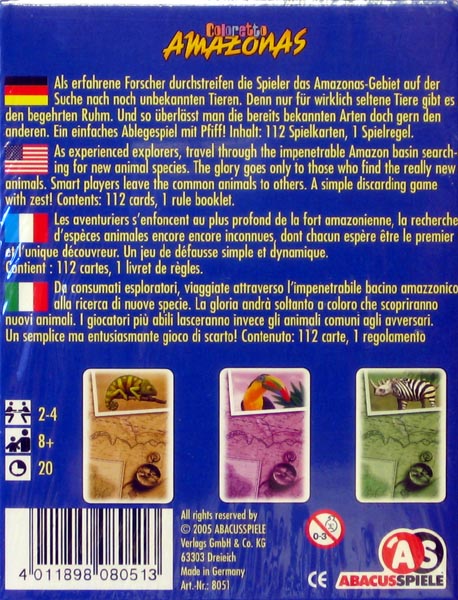 Coloretto
AMAZONAS
Als erfahrene Forscher durchstreifen die Spieler das Amazonas-Gebiet auf der
Suche nach noch unbekannten Tieren. Denn nur für wirklich seltene Tiere gibt es
den begehrten Ruhm. Und so überlässt man die bereits bekannten Arten doch gern den
anderen. Ein einfaches Ablegespiel mit Pfiff! Inhalt: 112 Spielkarten, 1 Spielregel.
As experienced explorers, travel through the impenetrable Amazon basin search-
ing for new animal species. The glory goes only to those who find the really new
animals. Smart players leave the common animals to others. A simple discarding game
with zest! Contents: 112 cards, 1 rule booklet.
Les aventuriers s'enfoncent au plus profond de la fort amazonienne, la recherche
d'espèces animales encore encore inconnues, dont chacun espère être le premier
et l'unique découvreur. Un jeu de défausse simple et dynamique.
Contient : 112 cartes, 1 livret de règles.
Da consumati esploratori, viaggiate attraverso l'impenetrabile bacino amazzonico
alla ricerca di nuove specie. La gloria andrà soltanto a coloro che scopriranno
nuovi animali. I giocatori più abili lasceranno invece gli animali comuni agli avversari.
Un semplice ma entusiasmante gioco di scarto! Contenuto: 112 carte, 1 regolamento
2-4
8+
20
All rights reserved by
© 2005 ABACUSSPIELE
Verlags GmbH & Co. KG
63303 Dreieich
Made in Germany
Art.-Nr.: 8051
4 011898 080513
0-3
CE
AS
ABACUSSPIELE